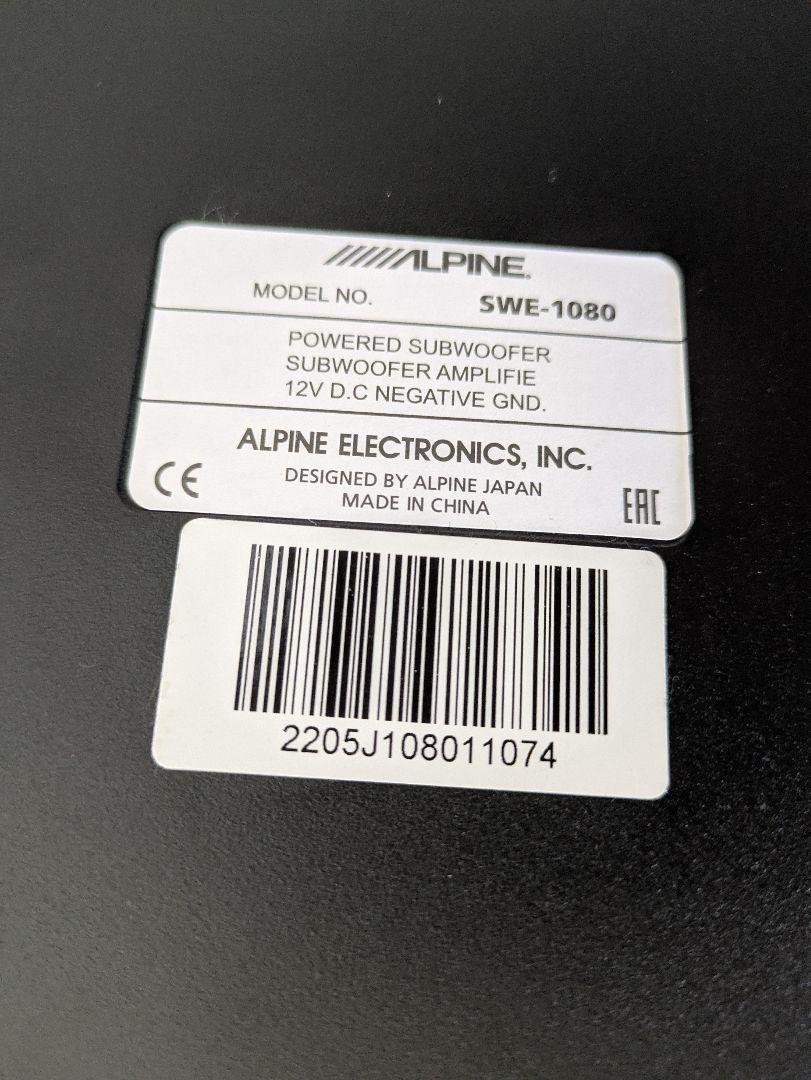 ALPINE®
MODEL NO. SWE-1080
POWERED SUBWOOFER
SUBWOOFER AMPLIFIE
12V D.C NEGATIVE GND.
ALPINE ELECTRONICS, INC.
DESIGNED BY ALPINE JAPAN
MADE IN CHINA
CE
EAC
2205J108011074